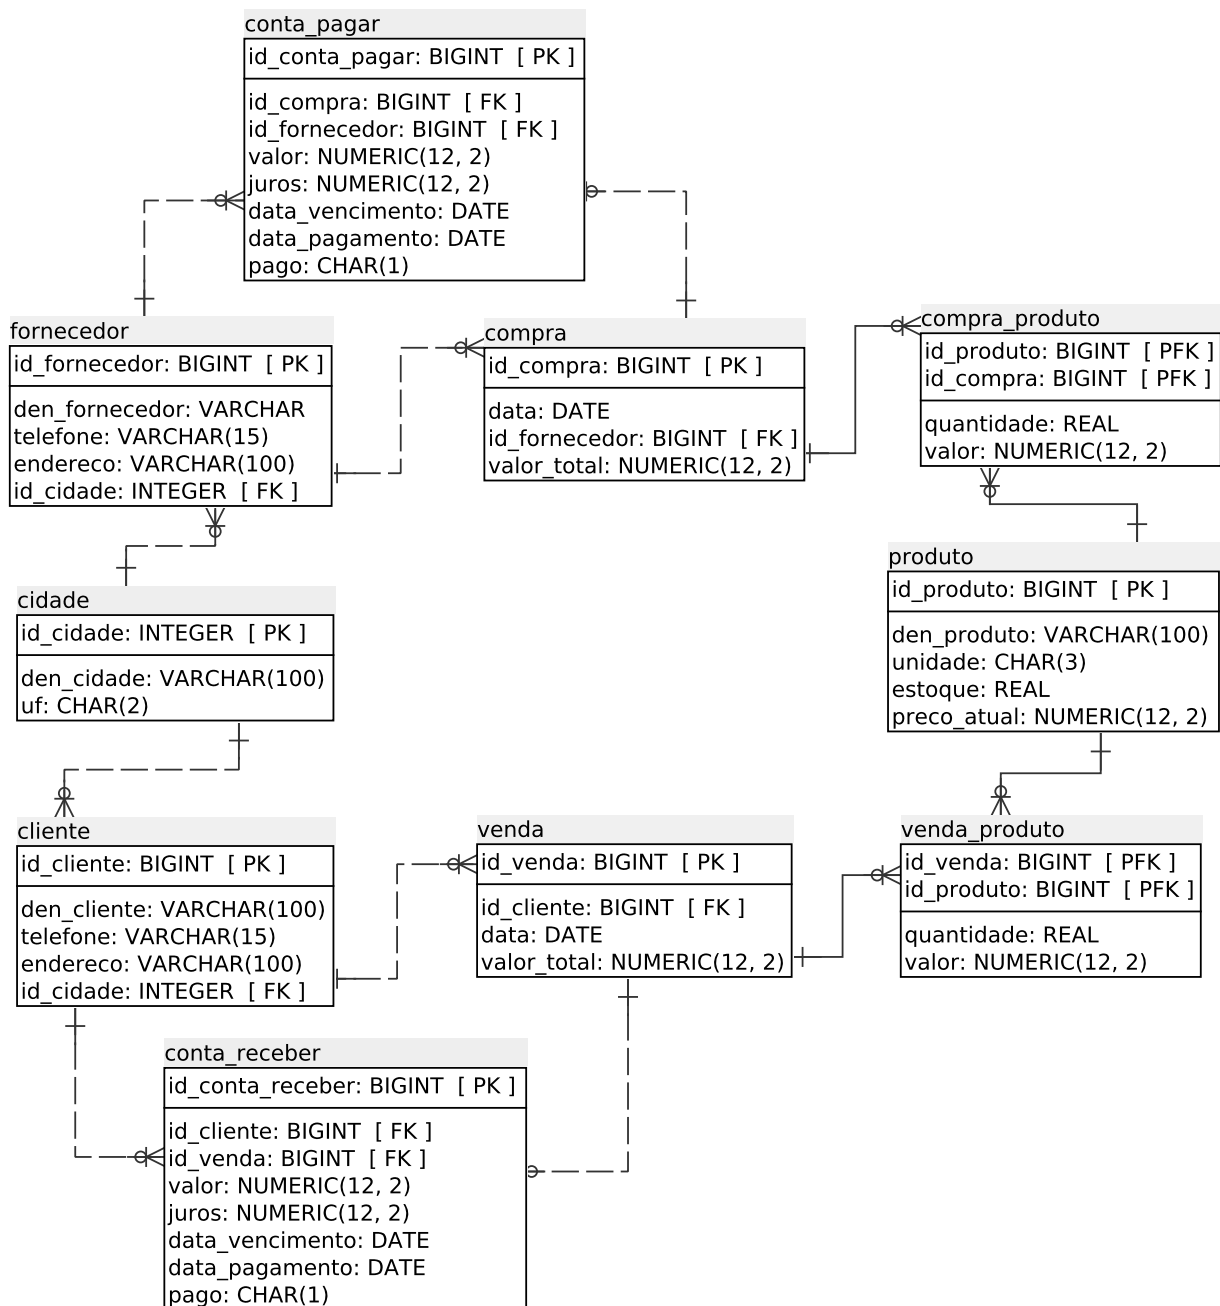 conta_pagar
id_conta_pagar: BIGINT [ PK ]
id_compra: BIGINT [ FK ]
id_fornecedor: BIGINT [ FK ]
valor: NUMERIC(12, 2)
juros: NUMERIC(12, 2)
data_vencimento: DATE
data_pagamento: DATE
pago: CHAR(1)
fornecedor
id_fornecedor: BIGINT [ PK ]
den_fornecedor: VARCHAR
telefone: VARCHAR(15)
endereco: VARCHAR(100)
id_cidade: INTEGER [ FK ]
compra
id_compra: BIGINT [ PK ]
data: DATE
id_fornecedor: BIGINT [ FK ]
valor_total: NUMERIC(12, 2)
compra_produto
id_produto: BIGINT [ PFK ]
id_compra: BIGINT [ PFK ]
quantidade: REAL
valor: NUMERIC(12, 2)
cidade
id_cidade: INTEGER [ PK ]
den_cidade: VARCHAR(100)
uf: CHAR(2)
produto
id_produto: BIGINT [ PK ]
den_produto: VARCHAR(100)
unidade: CHAR(3)
estoque: REAL
preco_atual: NUMERIC(12, 2)
cliente
id_cliente: BIGINT [ PK ]
den_cliente: VARCHAR(100)
telefone: VARCHAR(15)
endereco: VARCHAR(100)
id_cidade: INTEGER [ FK ]
venda
id_venda: BIGINT [ PK ]
id_cliente: BIGINT [ FK ]
data: DATE
valor_total: NUMERIC(12, 2)
venda_produto
id_venda: BIGINT [ PFK ]
id_produto: BIGINT [ PFK ]
quantidade: REAL
valor: NUMERIC(12, 2)
conta_receber
id_conta_receber: BIGINT [ PK ]
id_cliente: BIGINT [ FK ]
id_venda: BIGINT [ FK ]
valor: NUMERIC(12, 2)
juros: NUMERIC(12, 2)
data_vencimento: DATE
data_pagamento: DATE
pago: CHAR(1)